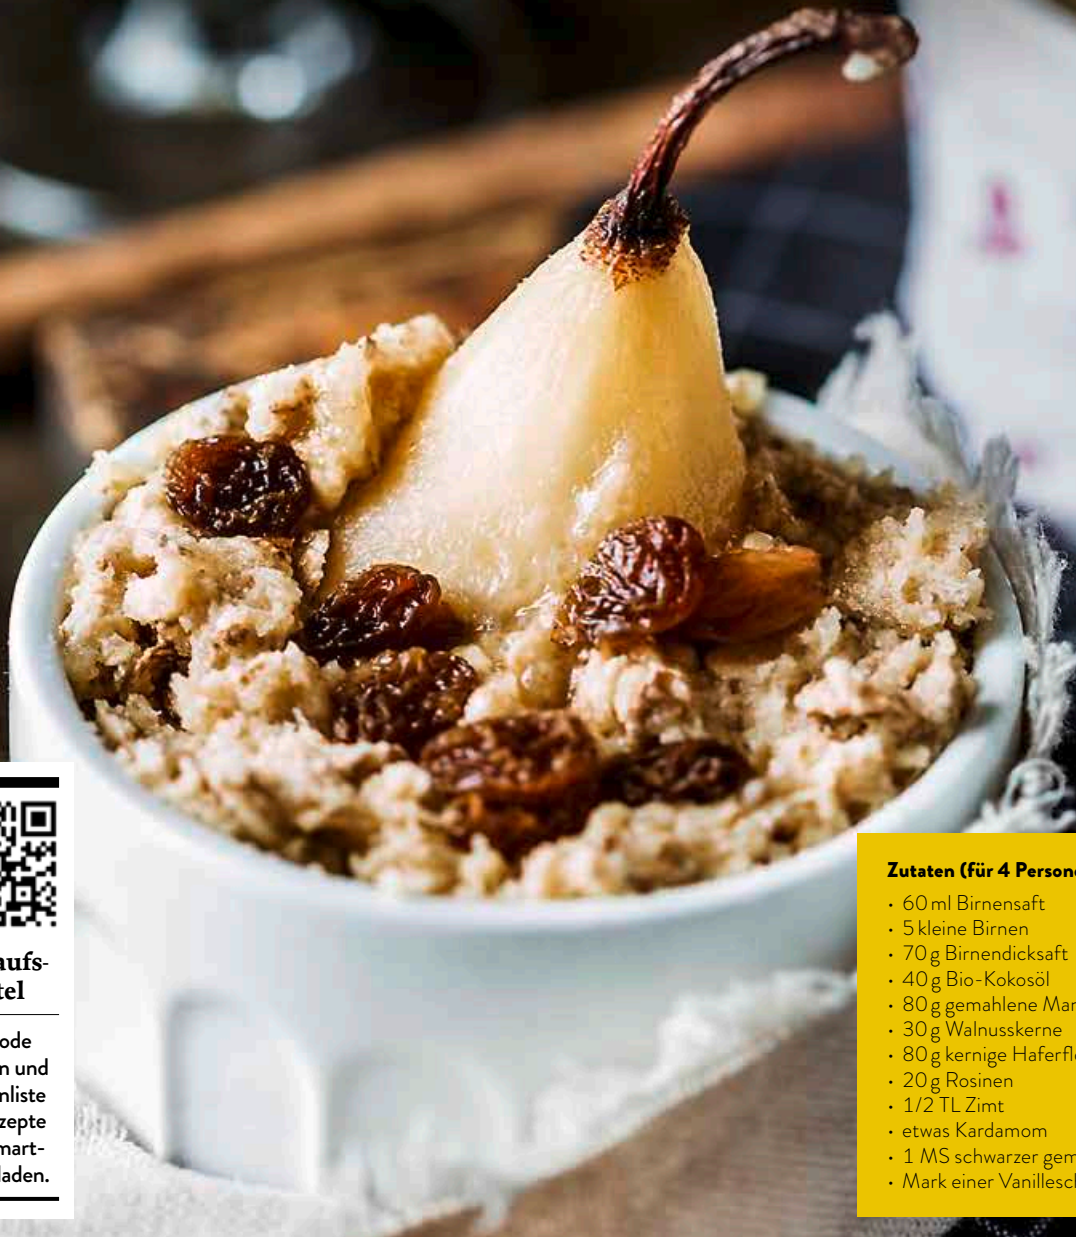 aufs-
tel
ode
n und
nliste
zepte
mart-
laden.
Zutaten (für 4 Persone
• 60 ml Birnensaft
• 5 kleine Birnen
• 70 g Birnendicksaft
• 40 g Bio-Kokosöl
• 80 g gemahlene Man
• 30 g Walnusskerne
• 80 g kernige Haferfl
• 20 g Rosinen
• 1/2 TL Zimt
• etwas Kardamom
• 1 MS schwarzer gem
• Mark einer Vanillesch